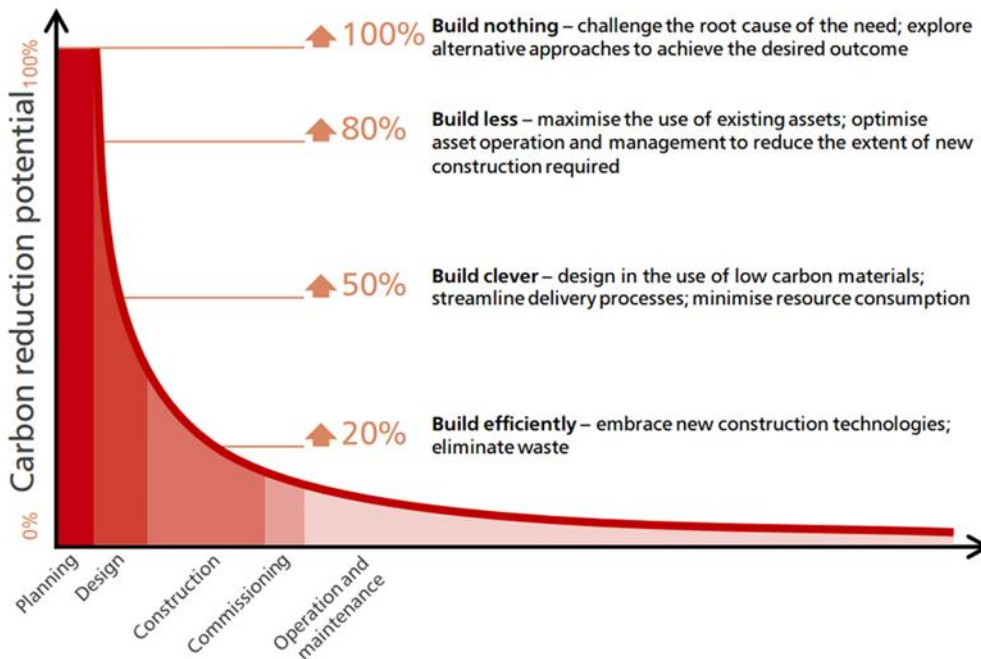 Carbon reduction potential
100%
0%
100%
Build nothing – challenge the root cause of the need; explore
alternative approaches to achieve the desired outcome
80%
Build less – maximise the use of existing assets; optimise
asset operation and management to reduce the extent of new
construction required
50%
Build clever – design in the use of low carbon materials;
streamline delivery processes; minimise resource consumption
20%
Build efficiently – embrace new construction technologies;
eliminate waste
Planning
Design
Construction
Commissioning
Operation and
maintenance